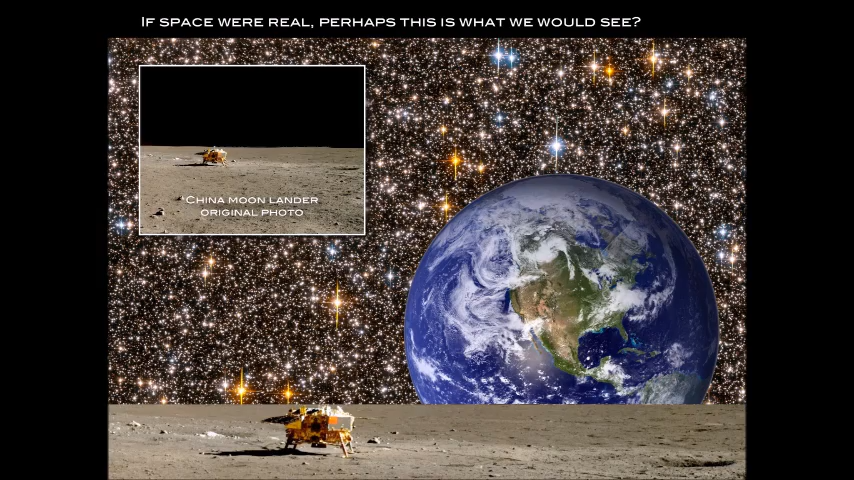 If space were real, perhaps this is what we would see?
*China moon lander
original photo